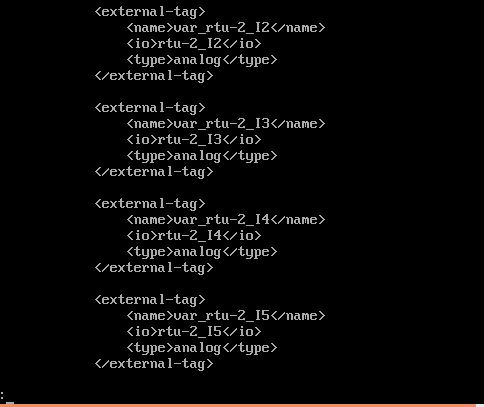 <external-tag>
<name>var_rtu-2_I2</name>
<io>rtu-2_I2</io>
<type>analog</type>
</external-tag>
<external-tag>
<name>var_rtu-2_I3</name>
<io>rtu-2_I3</io>
<type>analog</type>
</external-tag>
<external-tag>
<name>var_rtu-2_I4</name>
<io>rtu-2_I4</io>
<type>analog</type>
</external-tag>
<external-tag>
<name>var_rtu-2_I5</name>
<io>rtu-2_I5</io>
<type>analog</type>
</external-tag>
:_